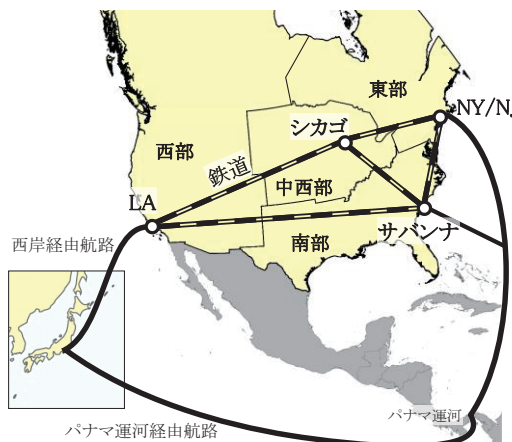 東部
NY/N
シカゴ
西部
鉄道
中西部
LA
サバンナ
南部
西岸経由航路
パナマ運河
パナマ運河経由航路